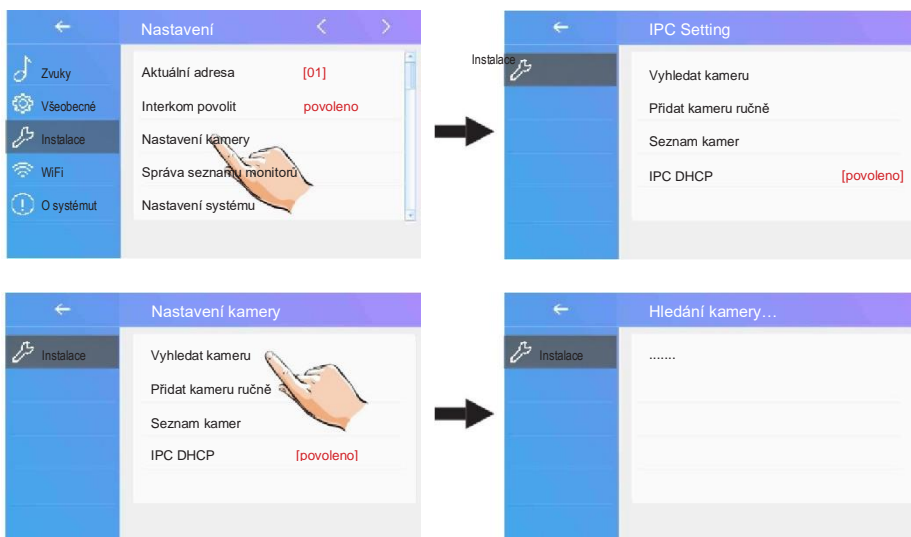 Nastavení
Zvuky
Všeobecné
Instalace
WiFi
O systémut
Aktuální adresa [01]
Interkom povolit povoleno
Nastavení kamery
Správa seznamu monitorů
Nastavení systému
IPC Setting
Instalace
Vyhledat kameru
Přidat kameru ručně
Seznam kamer
IPC DHCP [povoleno]
Nastavení kamery
Instalace
Vyhledat kameru
Přidat kameru ručně
Seznam kamer
IPC DHCP [povoleno]
Hledání kamery…
Instalace
.......